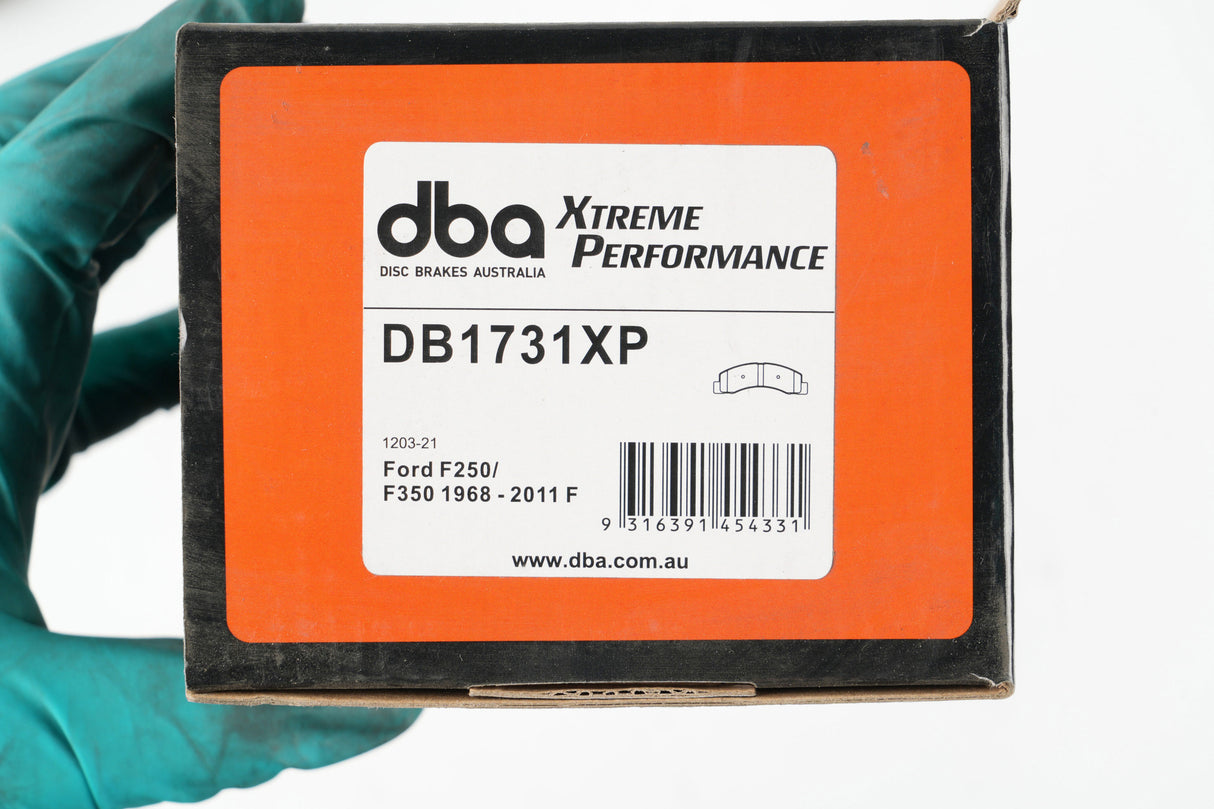 dba
DISC BRAKES AUSTRALIA
XTREME
PERFORMANCE
DB1731XP
1203-21
Ford F250/
F350 1968 - 2011 F
9 316391 454331
www.dba.com.au